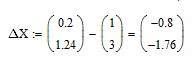 ΔX := (0.2 1.24) − (1 3) = (−0.8 −1.76)